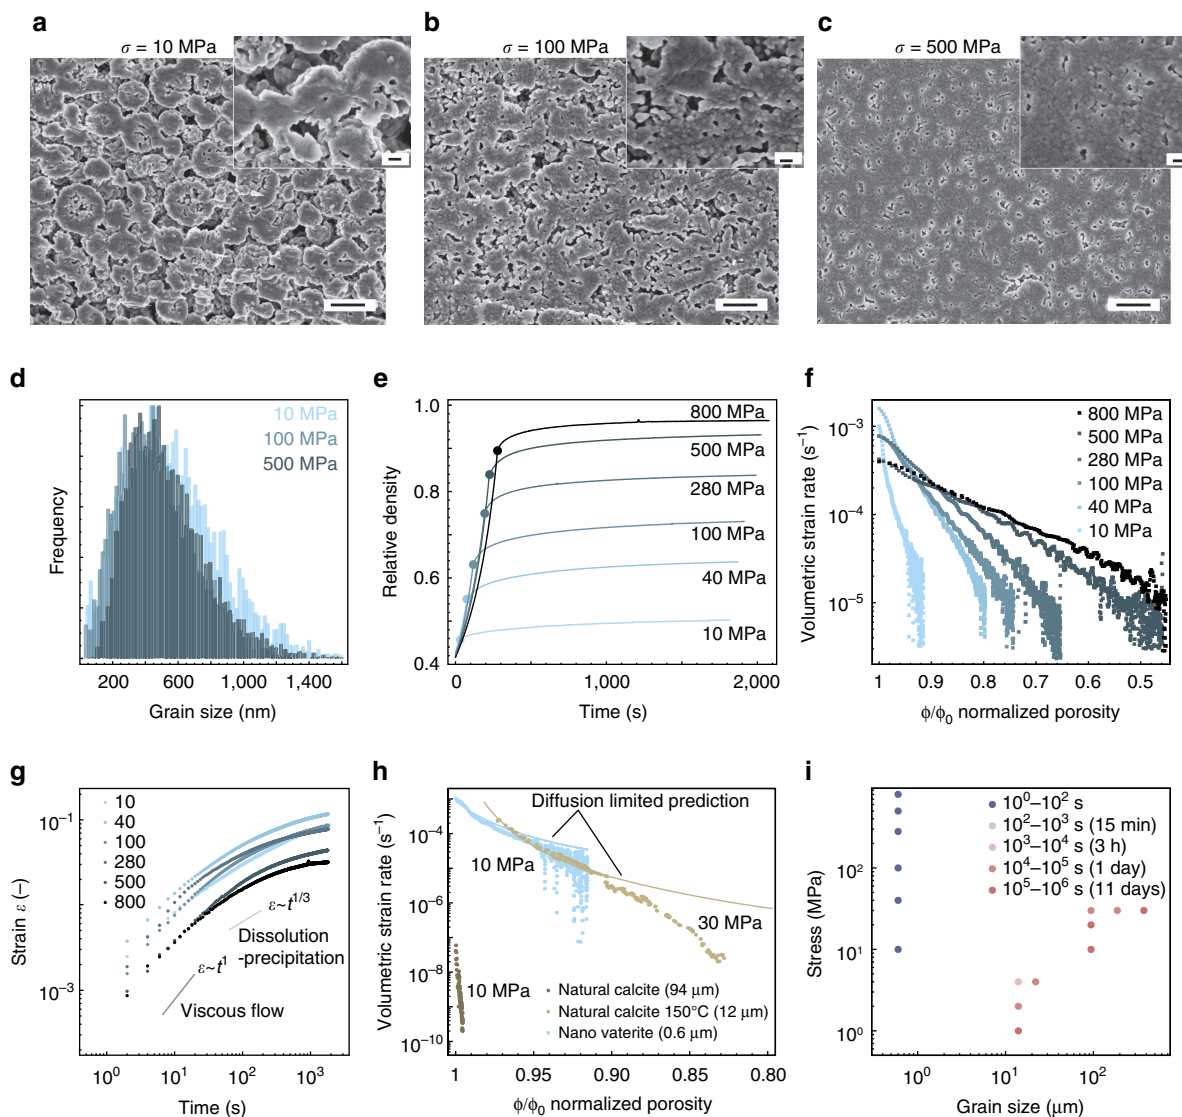 a
σ = 10 MPa
b
σ = 100 MPa
c
σ = 500 MPa
d
10 MPa
100 MPa
500 MPa
Frequency
200
600
1,000
1,400
Grain size (nm)
e
1.0
0.8
0.6
0.4
Relative density
800 MPa
500 MPa
280 MPa
100 MPa
40 MPa
10 MPa
0
1,000
2,000
Time (s)
f
10⁻³
10⁻⁴
10⁻⁵
Volumetric strain rate (s⁻¹)
800 MPa
500 MPa
280 MPa
100 MPa
40 MPa
10 MPa
1
0.9
0.8
0.7
0.6
0.5
ϕ/ϕ₀ normalized porosity
g
10⁻¹
10⁻³
Strain ε (–)
10
40
100
280
500
800
ε~t¹ᐟ³
Dissolution
-precipitation
ε~t¹
Viscous flow
10⁰
10¹
10²
10³
Time (s)
h
10⁻⁴
10⁻⁶
10⁻⁸
10⁻¹⁰
Volumetric strain rate (s⁻¹)
Diffusion limited prediction
10 MPa
30 MPa
10 MPa
Natural calcite (94 µm)
Natural calcite 150°C (12 µm)
Nano vaterite (0.6 µm)
1
0.95
0.90
0.85
0.80
ϕ/ϕ₀ normalized porosity
i
10²
10¹
10⁰
Stress (MPa)
10⁰–10² s
10²–10³ s (15 min)
10³–10⁴ s (3 h)
10⁴–10⁵ s (1 day)
10⁵–10⁶ s (11 days)
10⁰
10¹
10²
Grain size (µm)